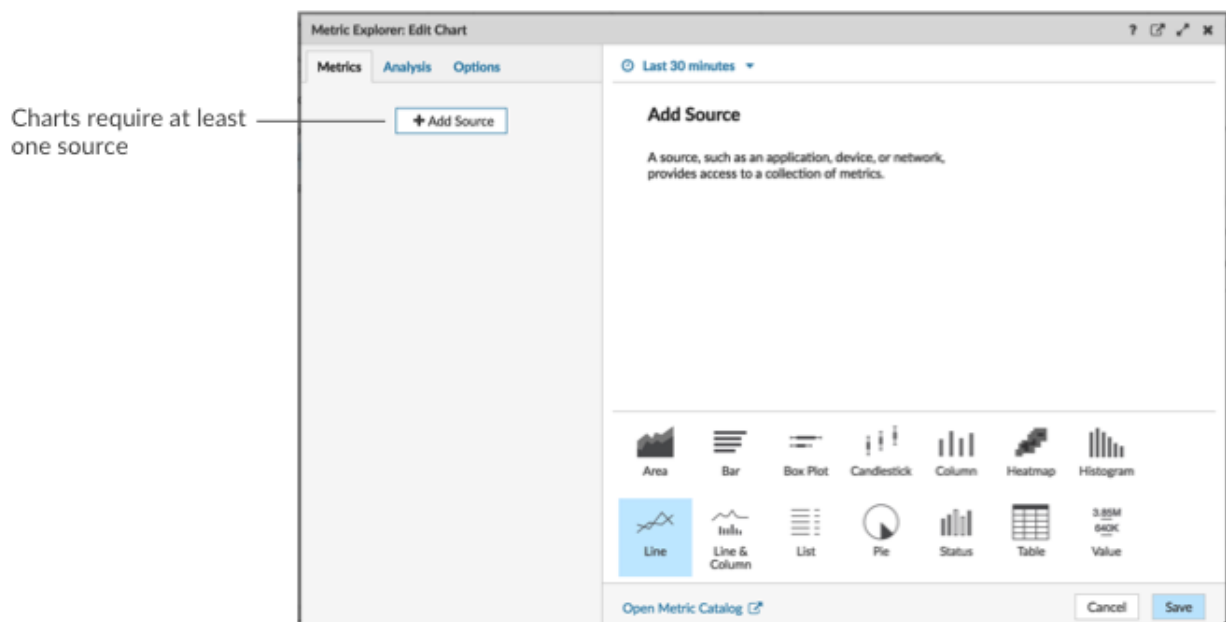 Metric Explorer: Edit Chart
?
Metrics Analysis Options
Last 30 minutes
Charts require at least
one source
+ Add Source
Add Source
A source, such as an application, device, or network,
provides access to a collection of metrics.
Area Bar Box Plot Candlestick Column Heatmap Histogram
3.85M
640K
Line Line & Column List Pie Status Table Value
Open Metric Catalog
Cancel Save